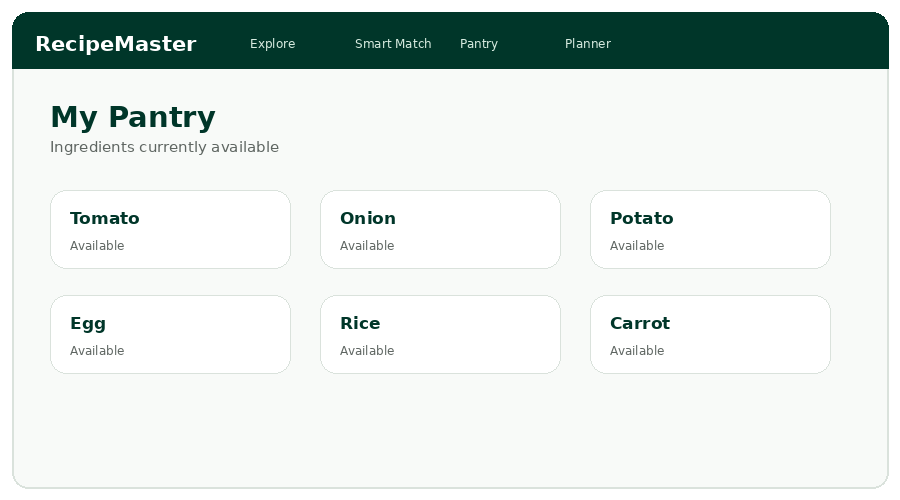 RecipeMaster Explore Smart Match Pantry Planner
My Pantry
Ingredients currently available
Tomato Onion Potato
Available Available Available
Egg Rice Carrot
Available Available Available